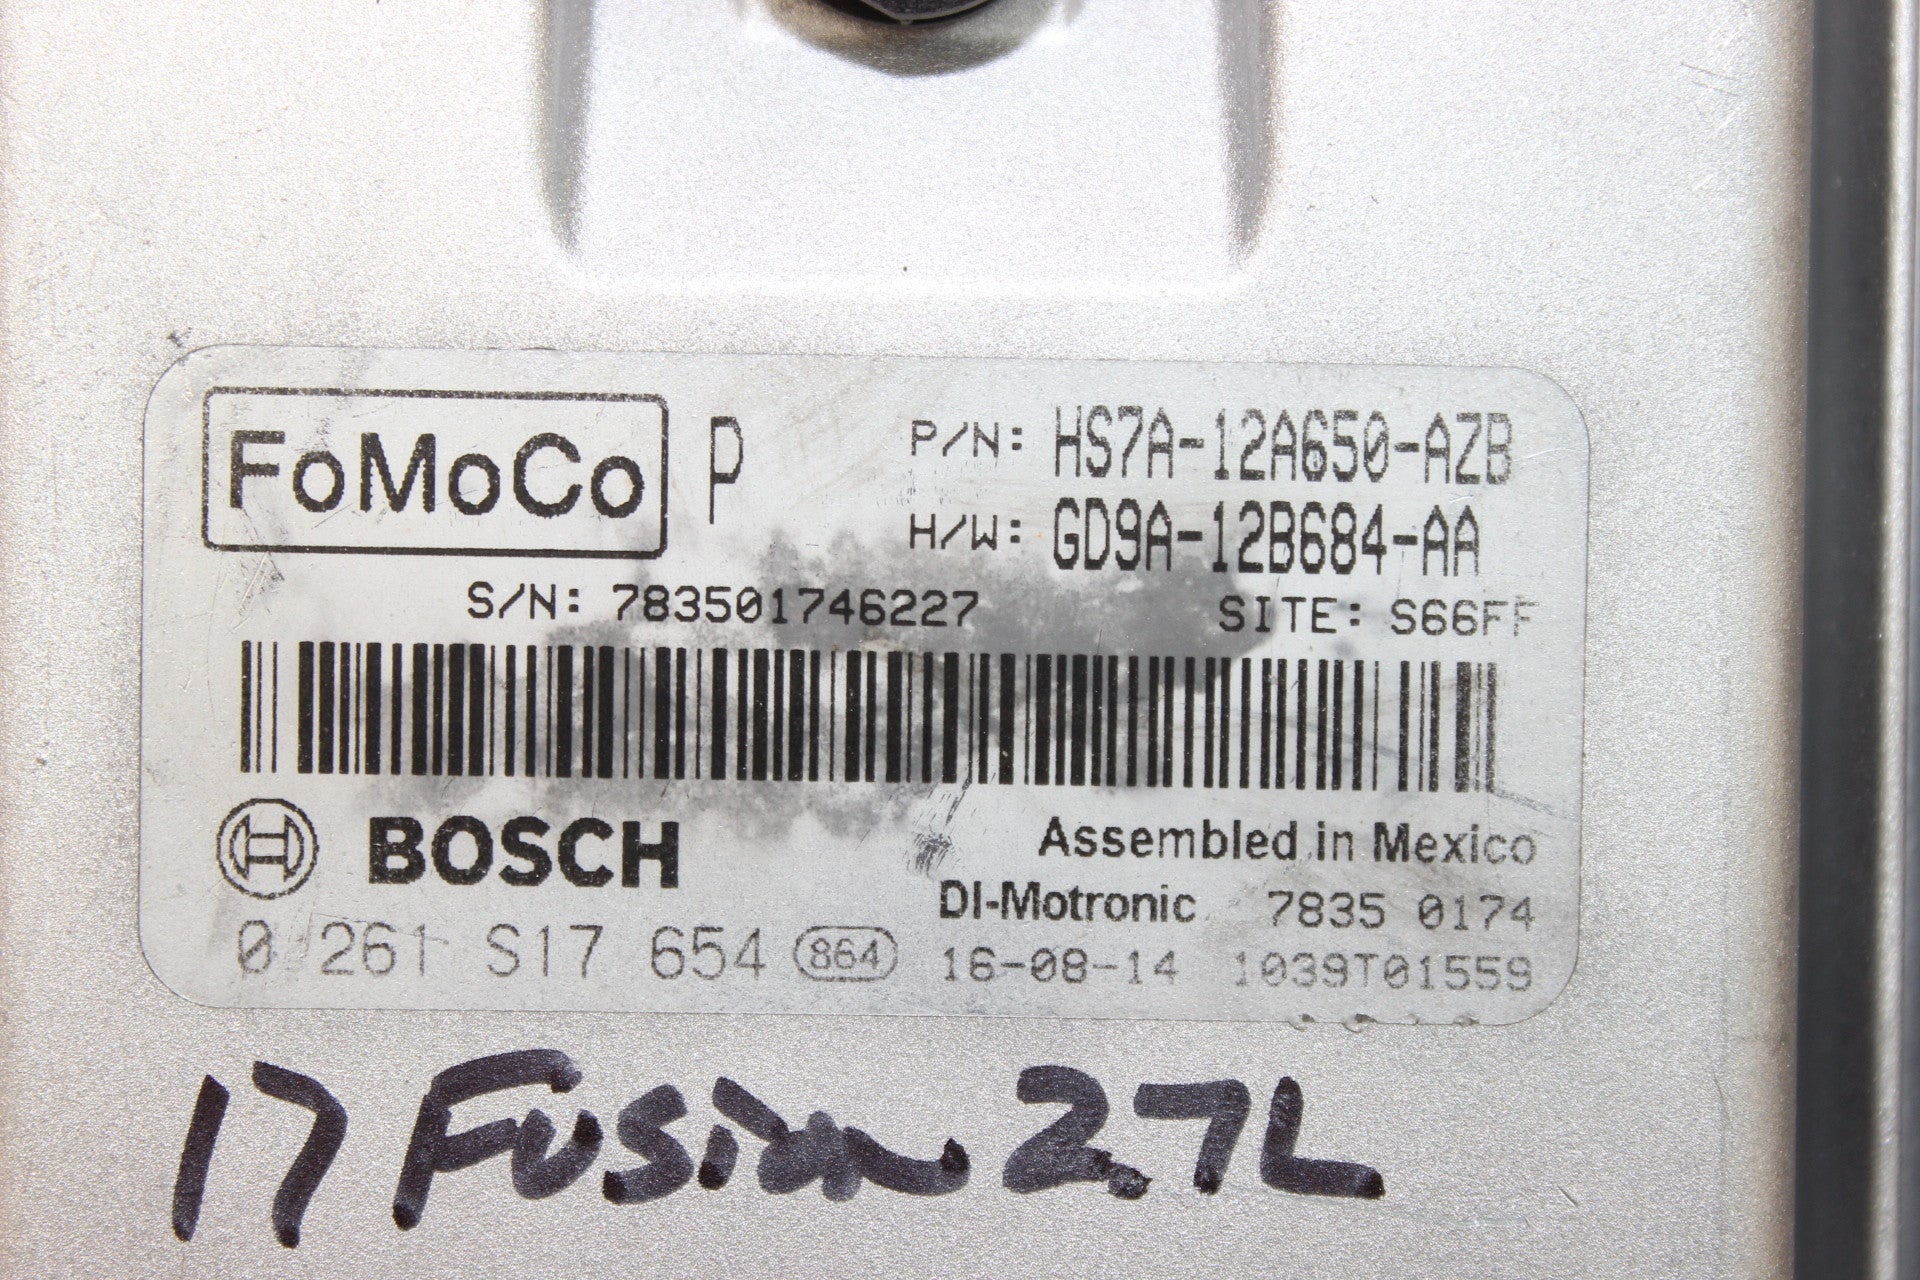 FoMoCo P P/N: HS7A-12A650-AZB
H/W: GD9A-12B684-AA
S/N: 783501746227 SITE: S66FF
BOSCH Assembled in Mexico
DI-Motronic 7835 0174
0 261 S17 654 864 16-08-14 1039T01559
17 Fusion 2.7L